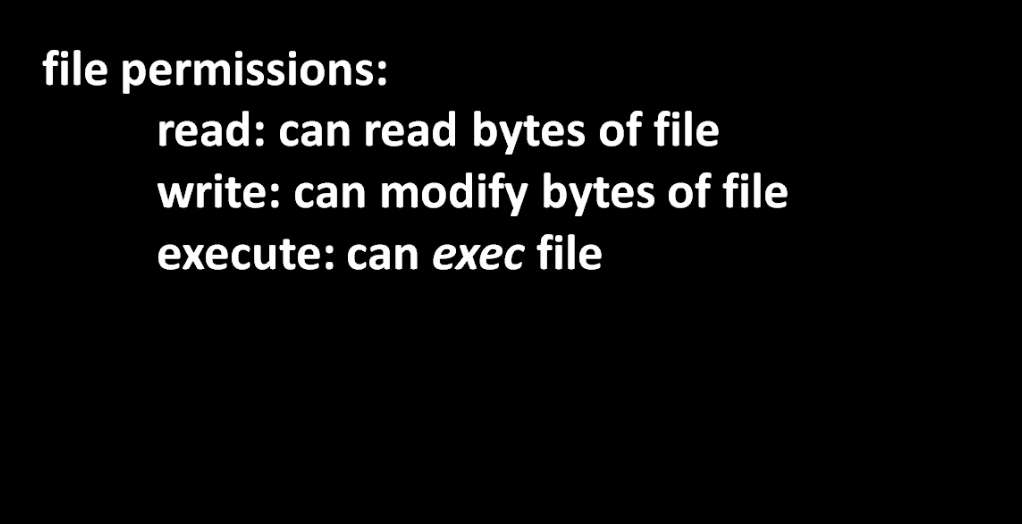 file permissions:
read: can read bytes of file
write: can modify bytes of file
execute: can exec file